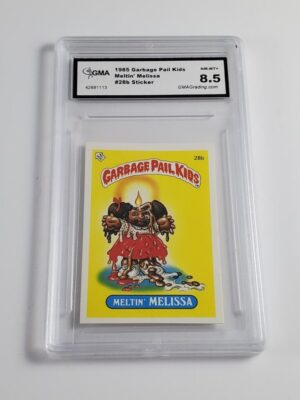 GMA
1985 Garbage Pail Kids
Meltin' Melissa
#28b Sticker
NM-MT+
8.5
GMAGrading.com
28b
GARBAGE PAIL KIDS
MELTIN' MELISSA